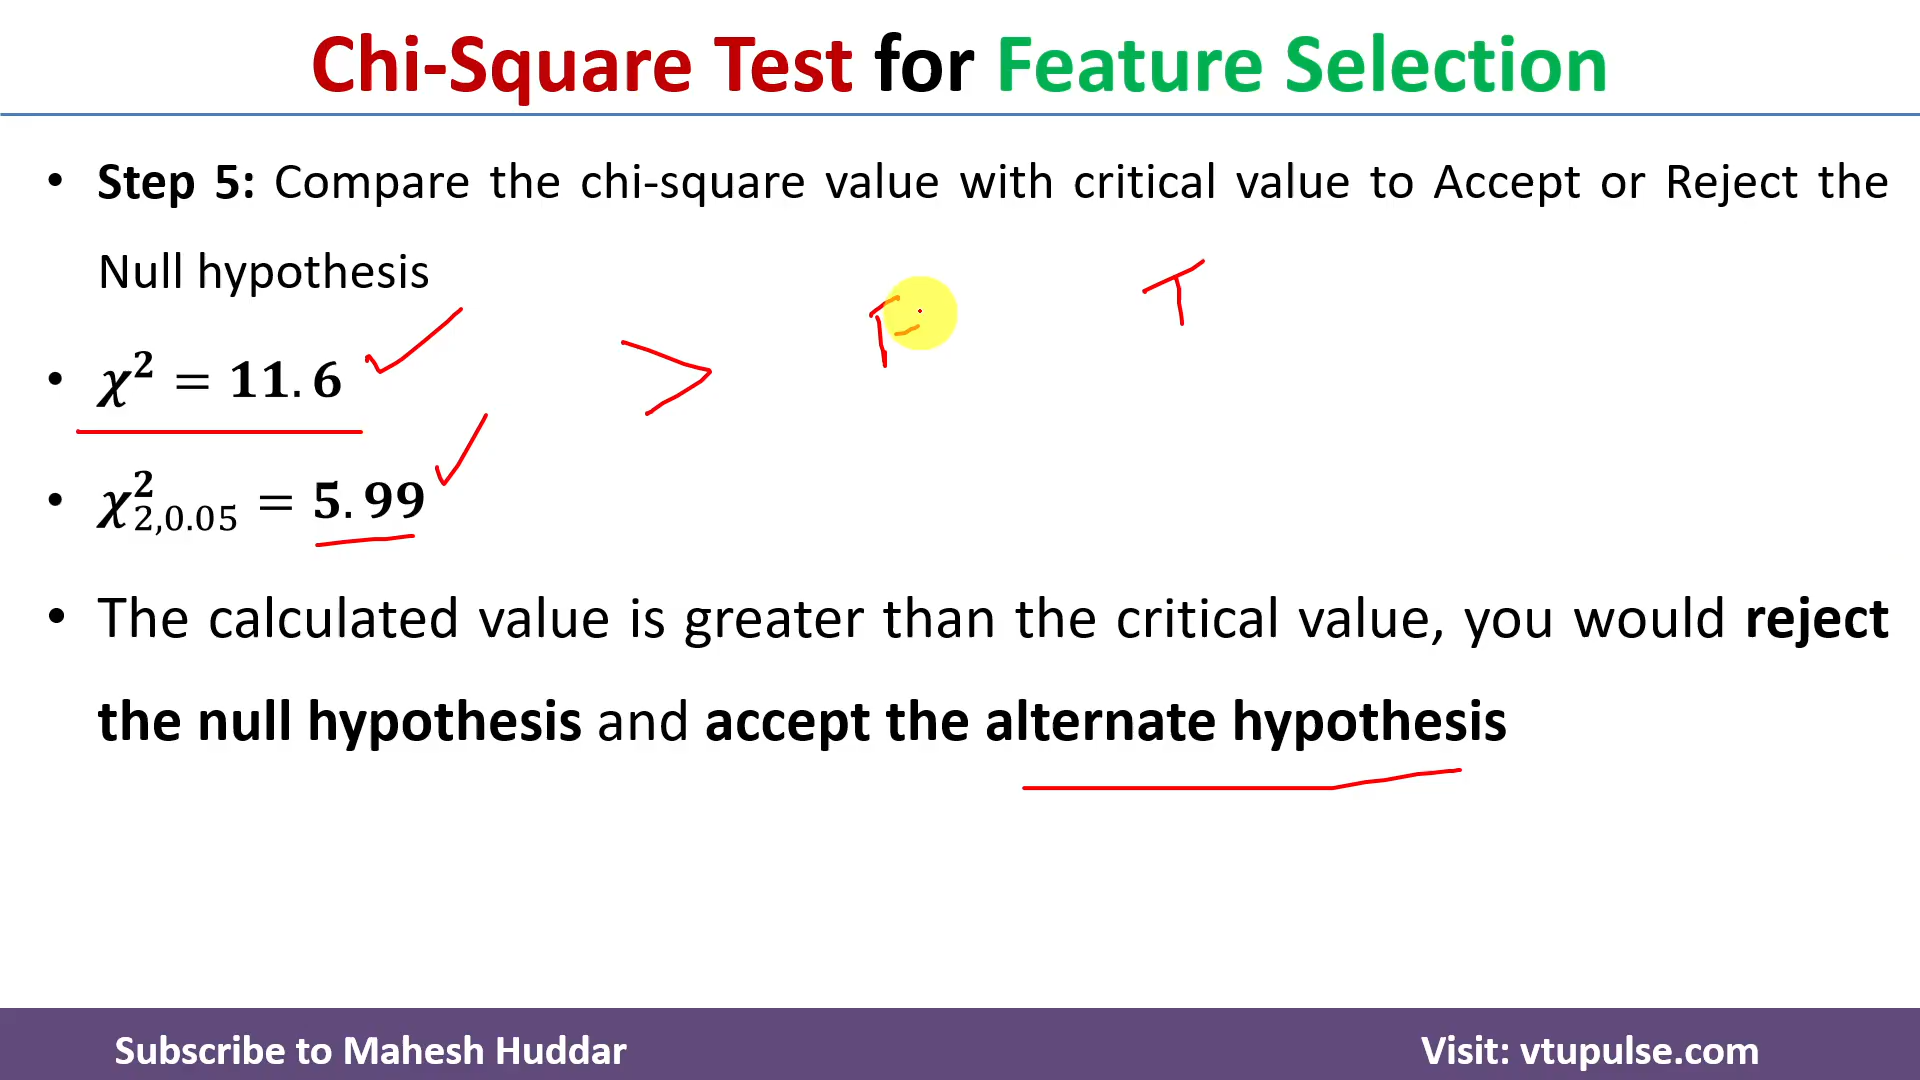 Chi-Square Test for Feature Selection
• Step 5: Compare the chi-square value with critical value to Accept or Reject the
Null hypothesis
F
T
• χ² = 11.6
>
• χ²₂,₀.₀₅ = 5.99
• The calculated value is greater than the critical value, you would reject
the null hypothesis and accept the alternate hypothesis
Subscribe to Mahesh Huddar
Visit: vtupulse.com